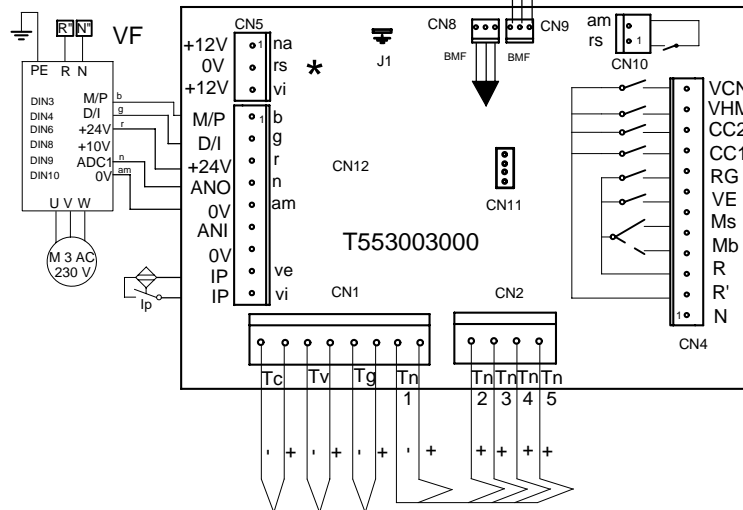 R" N" VF
PE R N
DIN3 M/P b
DIN4 D/I g
DIN6 +24V r
DIN8 +10V
DIN9 ADC1 n
DIN10 0V am
U V W
M 3 AC
230 V
Ip
CN5
+12V 1 na
0V rs *
+12V vi
M/P 1 b
D/I g
+24V r
ANO n
0V am
ANI
0V
IP ve
IP vi
CN12
J1
CN8 CN9
BMF BMF
am
rs 1
CN10
CN11
T553003000
VCN
VHM
CC2
CC1
RG
VE
Ms
Mb
R
R'
1 N
CN4
CN1 CN2
Tc Tv Tg Tn Tn Tn Tn Tn
1 2 3 4 5
- + - + - + - + + + + +